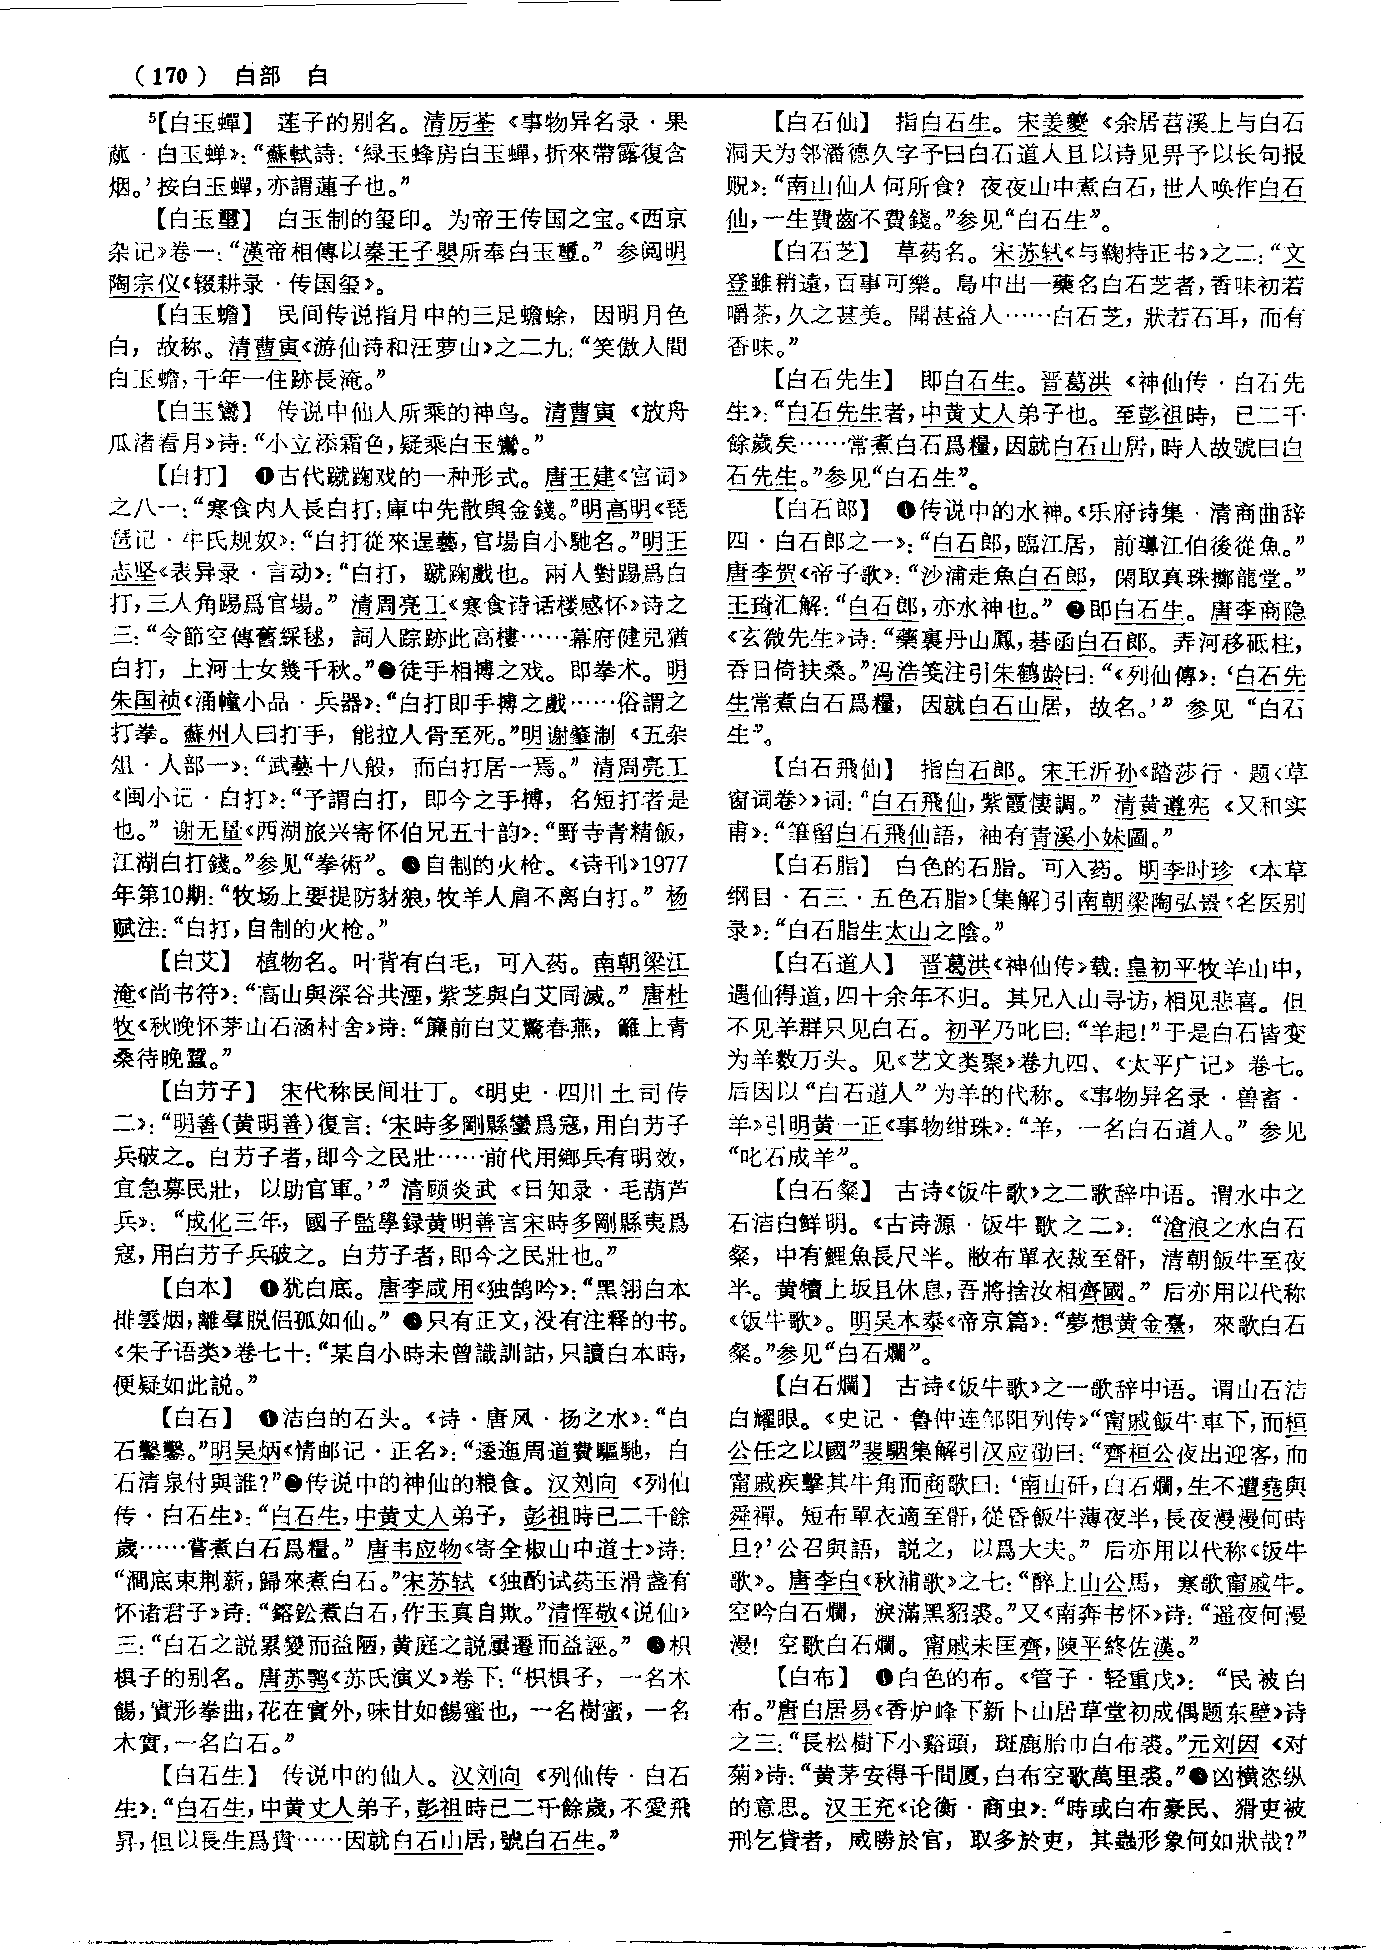 （170） 白部 白
5【白玉蟬】 莲子的别名。清厉荃《事物异名录·果
蓏·白玉蝉》：“蘇軾詩：‘緑玉蜂房白玉蟬，折來帶露復含
烟。’按白玉蟬，亦謂蓮子也。”
【白玉璽】 白玉制的玺印。为帝王传国之宝。《西京
杂记》卷一：“漢帝相傳以秦王子嬰所奉白玉璽。” 参阅明
陶宗仪《辍耕录·传国玺》。
【白玉蟾】 民间传说指月中的三足蟾蜍，因明月色
白，故称。清曹寅《游仙诗和汪萝山》之二九：“笑傲人間
白玉蟾，千年一住跡長淹。”
【白玉鸞】 传说中仙人所乘的神鸟。清曹寅《放舟
瓜渚看月》诗：“小立添霜色，疑乘白玉鸞。”
【白打】 ❶古代蹴踘戏的一种形式。唐王建《宫词》
之八一：“寒食内人長白打，庫中先散與金錢。”明高明《琵
琶记·牛氏规奴》：“白打從來逞藝，官場自小馳名。”明王
志坚《表异录·言动》：“白打，蹴踘戲也。兩人對踢爲白
打，三人角踢爲官場。” 清周亮工《寒食诗话楼感怀》诗之
三：“令節空傳舊綵毬，詞人踪跡此高樓……幕府健兒猶
白打，上河士女幾千秋。”❷徒手相搏之戏。即拳术。明
朱国祯《涌幢小品·兵器》：“白打即手搏之戲……俗謂之
打拳。蘇州人曰打手，能拉人骨至死。”明谢肇淛《五杂
俎·人部一》：“武藝十八般，而白打居一焉。” 清周亮工
《闽小记·白打》：“予謂白打，即今之手搏，名短打者是
也。” 谢无量《西湖旅兴寄怀伯兄五十韵》：“野寺青精飯，
江湖白打錢。”参见“拳術”。❸自制的火枪。《诗刊》1977
年第10期：“牧场上要提防豺狼，牧羊人肩不离白打。” 杨
赋注：“白打，自制的火枪。”
【白艾】 植物名。叶背有白毛，可入药。南朝梁江
淹《尚书符》：“高山與深谷共湮，紫芝與白艾同滅。” 唐杜
牧《秋晚怀茅山石涵村舍》诗：“簾前白艾驚春燕，籬上青
桑待晚蠶。”
【白芀子】 宋代称民间壮丁。《明史·四川土司传
二》：“明善(黄明善)復言：‘宋時多剛縣蠻爲寇，用白芀子
兵破之。白芀子者，即今之民壯……前代用鄉兵有明效，
宜急募民壯，以助官軍。’” 清顾炎武《日知录·毛葫芦
兵》：“成化三年，國子監學録黄明善言宋時多剛縣夷爲
寇，用白芀子兵破之。白芀子者，即今之民壯也。”
【白本】 ❶犹白底。唐李咸用《独鹄吟》：“黑翎白本
排雲烟，離羣脱侣孤如仙。” ❷只有正文，没有注释的书。
《朱子语类》卷七十：“某自小時未曾識訓詁，只讀白本時，
便疑如此説。”
【白石】 ❶洁白的石头。《诗·唐风·扬之水》：“白
石鑿鑿。”明吴炳《情邮记·正名》：“逶迤周道費驅馳，白
石清泉付與誰？”❷传说中的神仙的粮食。汉刘向《列仙
传·白石生》：“白石生，中黄丈人弟子，彭祖時已二千餘
歲……嘗煮白石爲糧。” 唐韦应物《寄全椒山中道士》诗：
“澗底束荆薪，歸來煮白石。”宋苏轼《独酌试药玉滑盏有
怀诸君子》诗：“鎔鉛煮白石，作玉真自欺。”清恽敬《说仙》
三：“白石之説累變而益陋，黄庭之説屢遷而益誣。” ❸枳
椇子的别名。唐苏鹗《苏氏演义》卷下：“枳椇子，一名木
餳，實形拳曲，花在實外，味甘如餳蜜也，一名樹蜜，一名
木實，一名白石。”
【白石生】 传说中的仙人。汉刘向《列仙传·白石
生》：“白石生，中黄丈人弟子，彭祖時已二千餘歲，不愛飛
昇，但以長生爲貴……因就白石山居，號白石生。”
【白石仙】 指白石生。宋姜夔《余居苕溪上与白石
洞天为邻潘德久字予曰白石道人且以诗见畀予以长句报
贶》：“南山仙人何所食？夜夜山中煮白石，世人唤作白石
仙，一生費齒不費錢。”参见“白石生”。
【白石芝】 草药名。宋苏轼《与鞠持正书》之二：“文
登雖稍遠，百事可樂。島中出一藥名白石芝者，香味初若
嚼茶，久之甚美。聞甚益人……白石芝，狀若石耳，而有
香味。”
【白石先生】 即白石生。晋葛洪《神仙传·白石先
生》：“白石先生者，中黄丈人弟子也。至彭祖時，已二千
餘歲矣……常煮白石爲糧，因就白石山居，時人故號曰白
石先生。”参见“白石生”。
【白石郎】 ❶传说中的水神。《乐府诗集·清商曲辞
四·白石郎之一》：“白石郎，臨江居，前導江伯後從魚。”
唐李贺《帝子歌》：“沙浦走魚白石郎，閑取真珠擲龍堂。”
王琦汇解：“白石郎，亦水神也。” ❷即白石生。唐李商隐
《玄微先生》诗：“藥裹丹山鳳，碁函白石郎。弄河移砥柱，
吞日倚扶桑。”冯浩笺注引朱鹤龄曰：“《列仙傳》：‘白石先
生常煮白石爲糧，因就白石山居，故名。’” 参见“白石
生”。
【白石飛仙】 指白石郎。宋王沂孙《踏莎行·题〈草
窗词卷〉》词：“白石飛仙，紫霞悽調。” 清黄遵宪《又和实
甫》：“筆留白石飛仙語，袖有青溪小妹圖。”
【白石脂】 白色的石脂。可入药。明李时珍《本草
纲目·石三·五色石脂》〔集解〕引南朝梁陶弘景《名医别
录》：“白石脂生太山之陰。”
【白石道人】 晋葛洪《神仙传》载：皇初平牧羊山中，
遇仙得道，四十余年不归。其兄入山寻访，相见悲喜。但
不见羊群只见白石。初平乃叱曰：“羊起！”于是白石皆变
为羊数万头。见《艺文类聚》卷九四、《太平广记》卷七。
后因以“白石道人”为羊的代称。《事物异名录·兽畜·
羊》引明黄一正《事物绀珠》：“羊，一名白石道人。” 参见
“叱石成羊”。
【白石粲】 古诗《饭牛歌》之二歌辞中语。谓水中之
石洁白鲜明。《古诗源·饭牛歌之二》：“滄浪之水白石
粲，中有鯉魚長尺半。敝布單衣裁至骭，清朝飯牛至夜
半。黄犢上坂且休息，吾將捨汝相齊國。” 后亦用以代称
《饭牛歌》。明吴本泰《帝京篇》：“夢想黄金臺，來歌白石
粲。”参见“白石爛”。
【白石爛】 古诗《饭牛歌》之一歌辞中语。谓山石洁
白耀眼。《史记·鲁仲连邹阳列传》“甯戚飯牛車下，而桓
公任之以國”裴駰集解引汉应劭曰：“齊桓公夜出迎客，而
甯戚疾擊其牛角而商歌曰：‘南山矸，白石爛，生不遭堯與
舜禪。短布單衣適至骭，從昏飯牛薄夜半，長夜漫漫何時
旦？’公召與語，説之，以爲大夫。” 后亦用以代称《饭牛
歌》。唐李白《秋浦歌》之七：“醉上山公馬，寒歌甯戚牛。
空吟白石爛，淚滿黑貂裘。”又《南奔书怀》诗：“遥夜何漫
漫！空歌白石爛。甯戚未匡齊，陳平終佐漢。”
【白布】 ❶白色的布。《管子·轻重戊》：“民被白
布。”唐白居易《香炉峰下新卜山居草堂初成偶题东壁》诗
之三：“長松樹下小谿頭，斑鹿胎巾白布裘。”元刘因《对
菊》诗：“黄茅安得千間厦，白布空歌萬里裘。”❷凶横恣纵
的意思。汉王充《论衡·商虫》：“時或白布豪民、猾吏被
刑乞貸者，威勝於官，取多於吏，其蟲形象何如狀哉？”